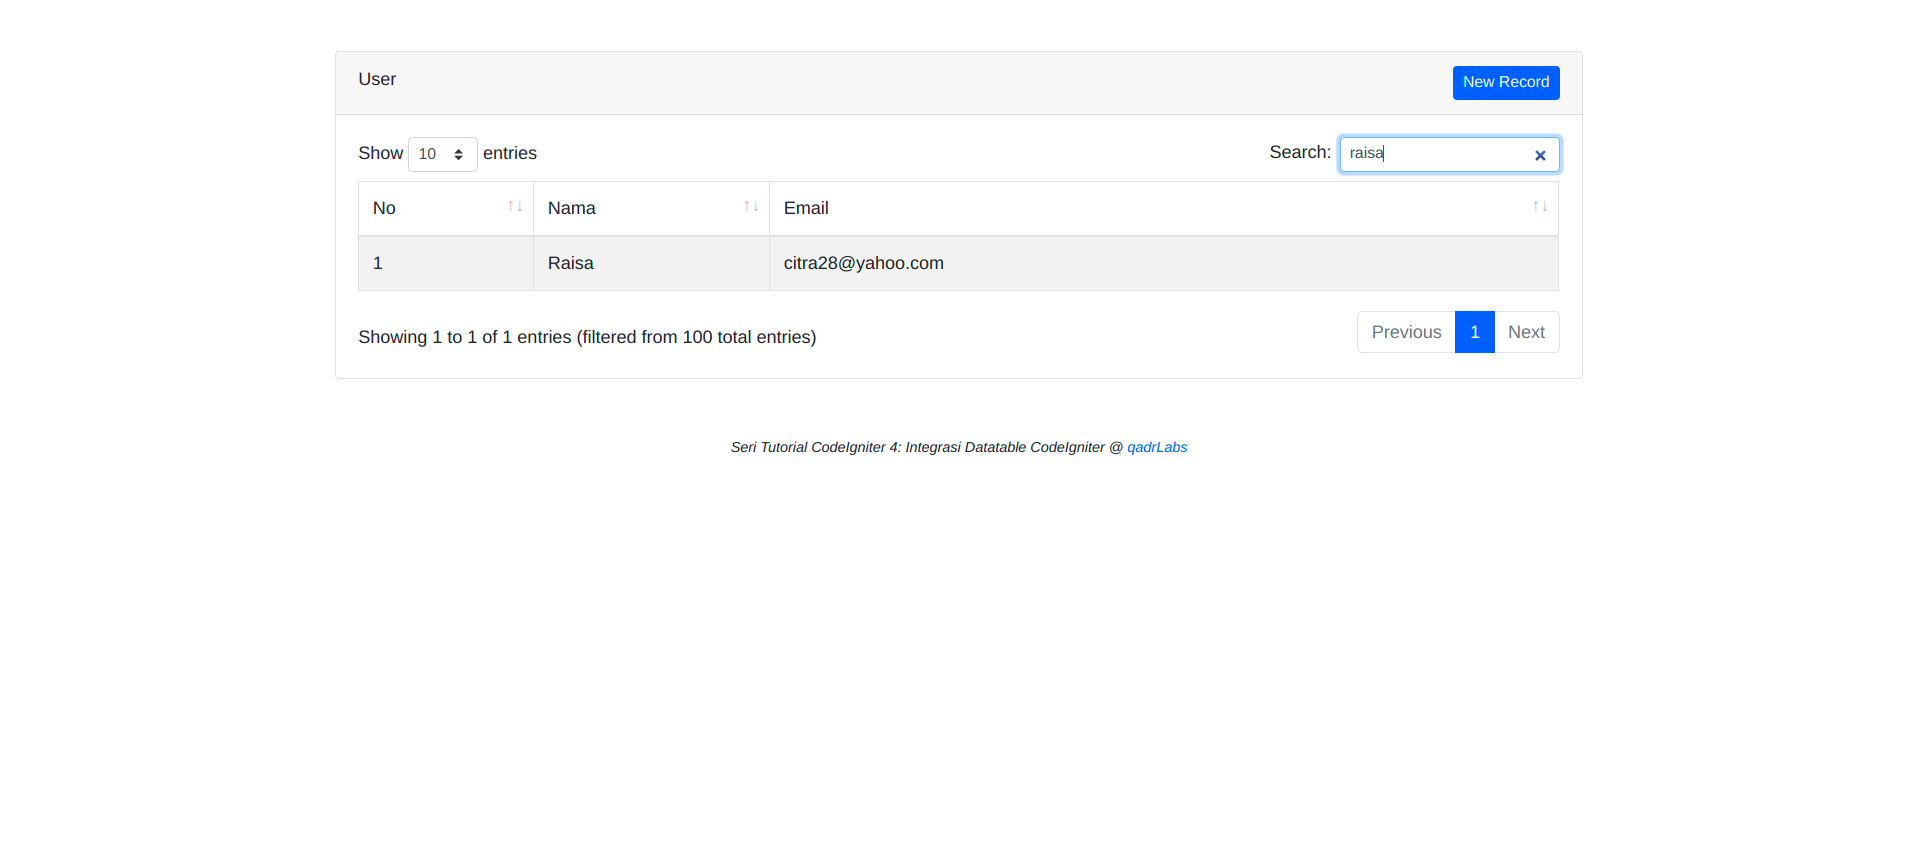 User
New Record
Show 10 entries
Search: raisa
No Nama Email
1 Raisa citra28@yahoo.com
Showing 1 to 1 of 1 entries (filtered from 100 total entries)
Previous 1 Next
Seri Tutorial CodeIgniter 4: Integrasi Datatable CodeIgniter @ qadrLabs